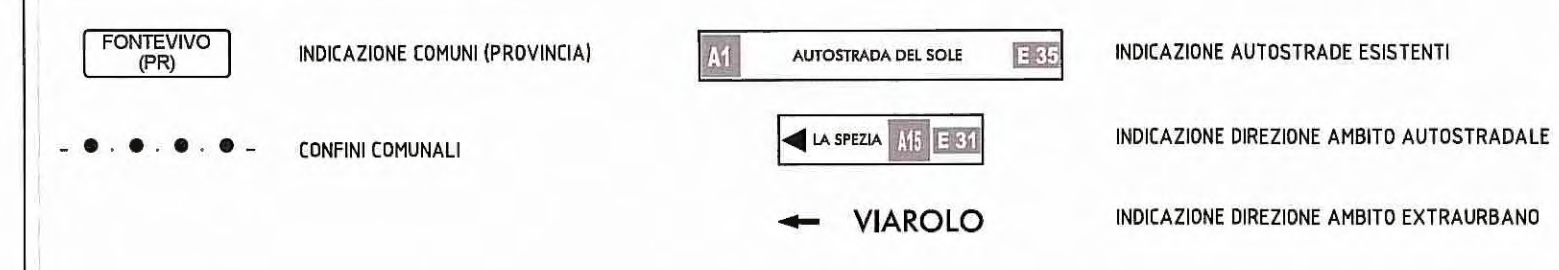 FONTEVIVO
(PR)
INDICAZIONE COMUNI (PROVINCIA)
CONFINI COMUNALI
A1 AUTOSTRADA DEL SOLE E 35
INDICAZIONE AUTOSTRADE ESISTENTI
LA SPEZIA A15 E 31
INDICAZIONE DIREZIONE AMBITO AUTOSTRADALE
VIAROLO
INDICAZIONE DIREZIONE AMBITO EXTRAURBANO